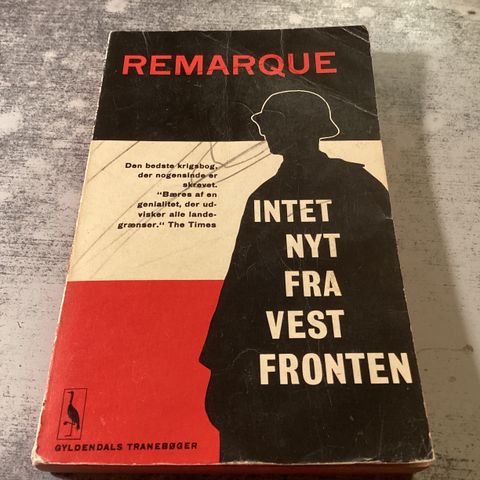 REMARQUE
Den bedste krigsbog,
der nogensinde er
skrevet.
"Bæres af en
genialitet, der ud-
visker alle lande-
grænser." The Times
INTET
NYT
FRA
VEST
FRONTEN
GYLDENDALS TRANEBØGER